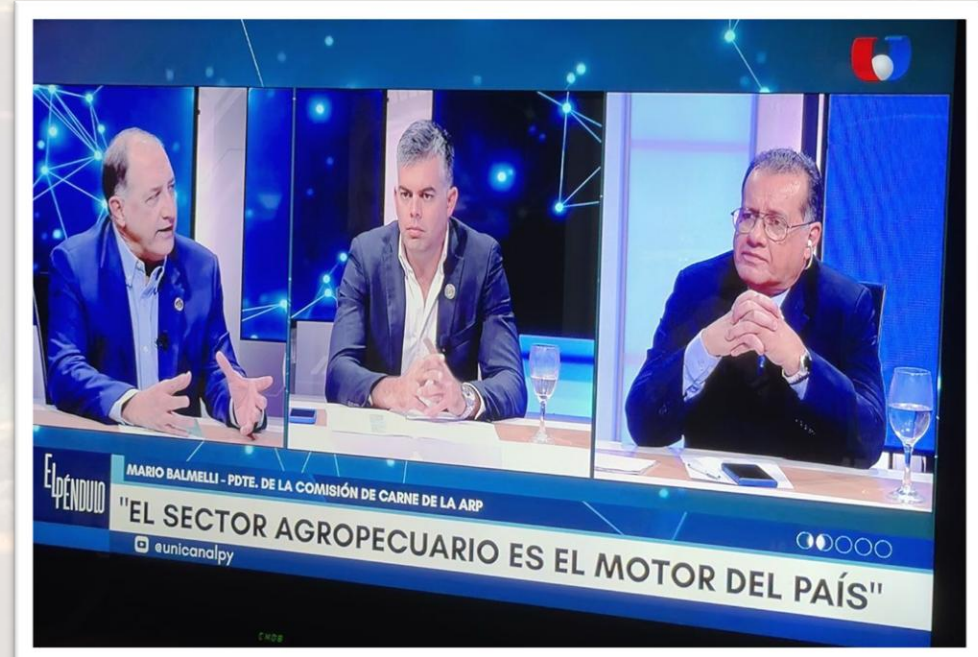 EL PÉNDULO
MARIO BALMELLI - PDTE. DE LA COMISIÓN DE CARNE DE LA ARP
"EL SECTOR AGROPECUARIO ES EL MOTOR DEL PAÍS"
@unicanalpy